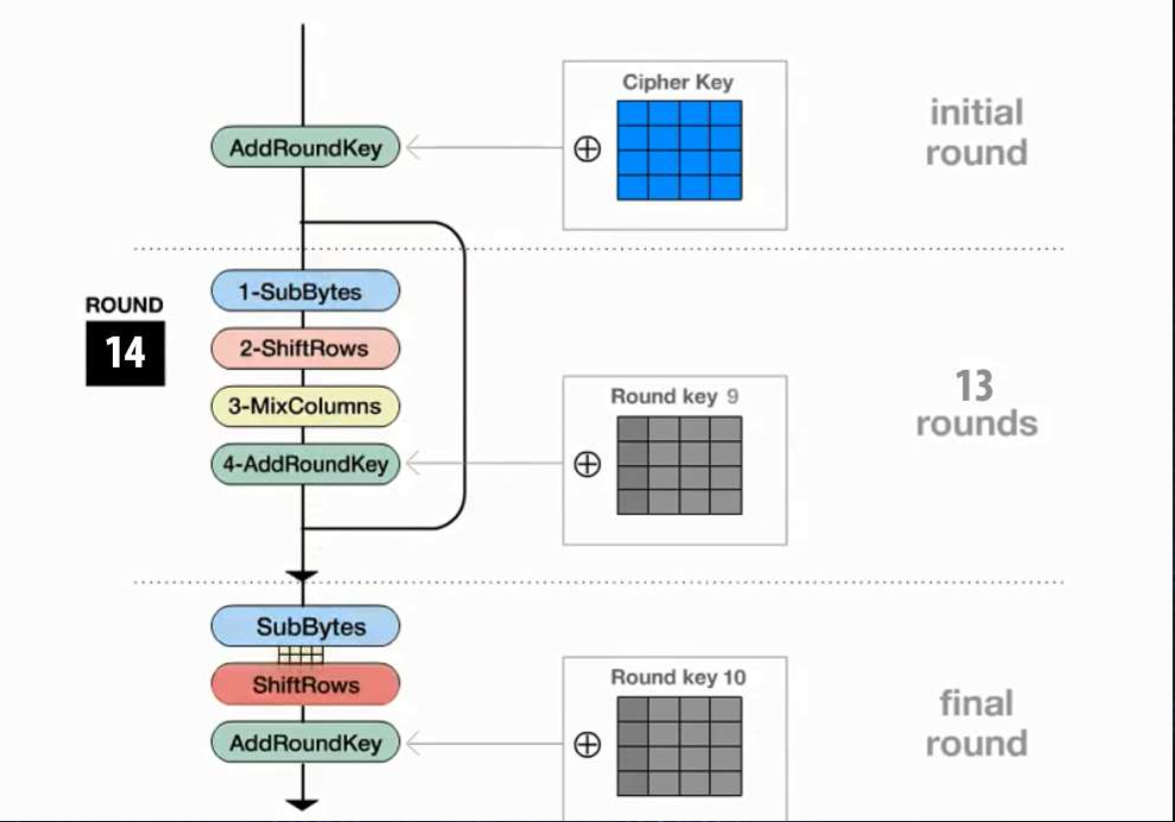 Cipher Key
AddRoundKey
initial
round
1-SubBytes
ROUND
14
2-ShiftRows
3-MixColumns
4-AddRoundKey
Round key 9
13
rounds
SubBytes
ShiftRows
AddRoundKey
Round key 10
final
round